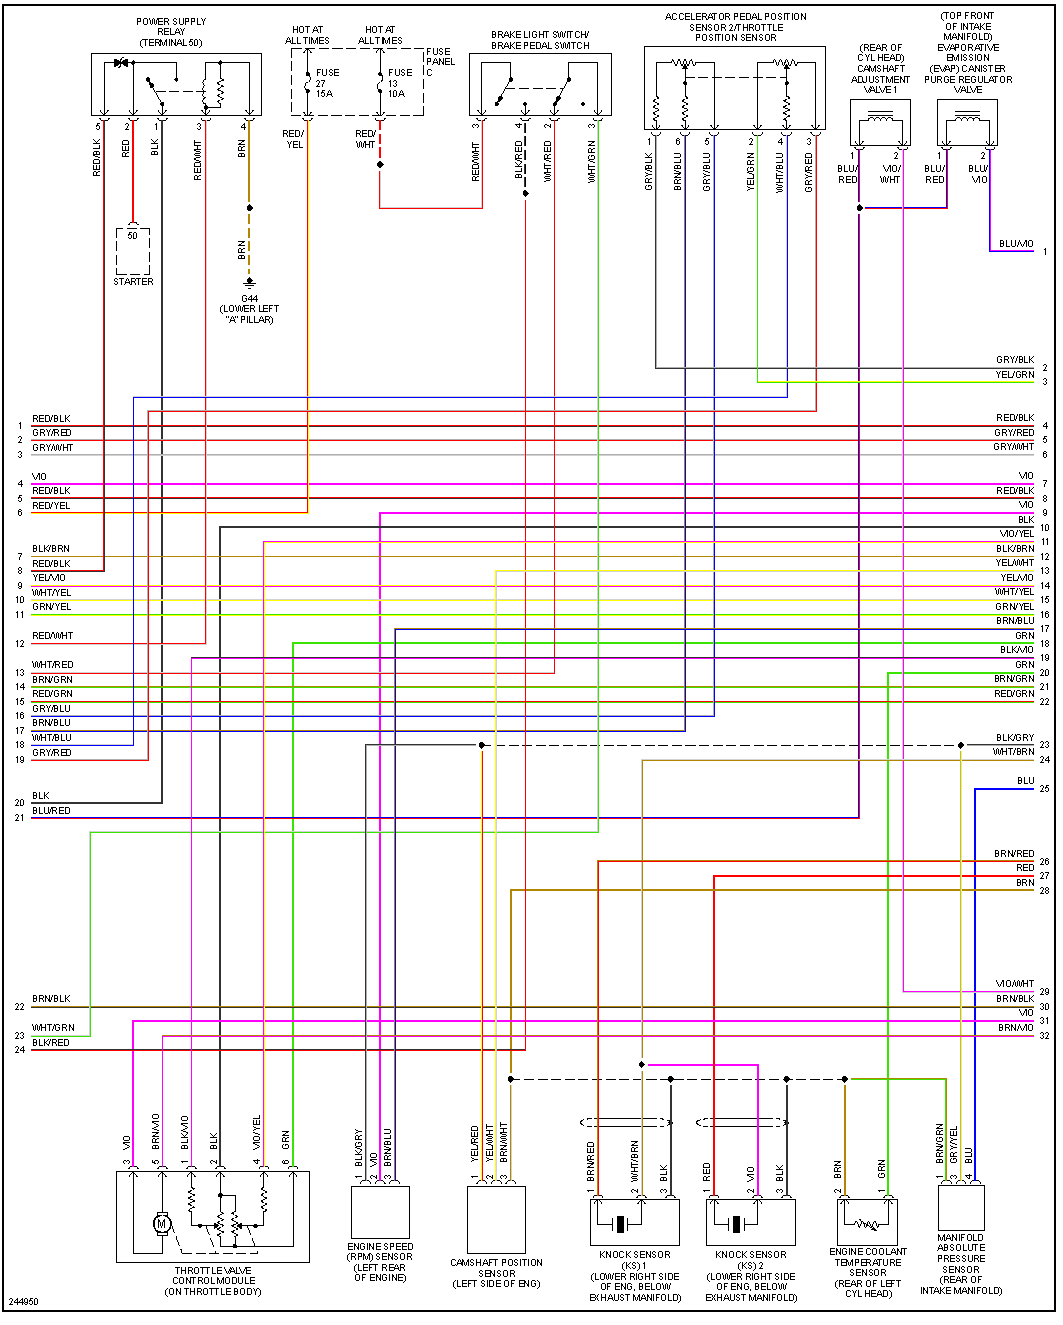 POWER SUPPLY
RELAY
(TERMINAL 50)
HOT AT
ALL TIMES
HOT AT
ALL TIMES
FUSE
27
15A
FUSE
13
10A
FUSE
PANEL
C
BRAKE LIGHT SWITCH/
BRAKE PEDAL SWITCH
ACCELERATOR PEDAL POSITION
SENSOR 2/THROTTLE
POSITION SENSOR
(REAR OF
CYL HEAD)
CAMSHAFT
ADJUSTMENT
VALVE 1
(TOP FRONT
OF INTAKE
MANIFOLD)
EVAPORATIVE
EMISSION
(EVAP) CANISTER
PURGE REGULATOR
VALVE
5 2 1 3 4
RED/BLK
RED
BLK
RED/WHT
BRN
RED/
YEL
RED/
WHT
3 4 2 3
RED/WHT
BLK/RED
WHT/RED
WHT/GRN
1 6 5 2 4 3
GRY/BLK
BRN/BLU
GRY/BLU
YEL/GRN
WHT/BLU
GRY/RED
1 2
BLU/
RED
VIO/
WHT
1 2
BLU/
RED
BLU/
VIO
50
STARTER
BRN
G44
(LOWER LEFT
"A" PILLAR)
BLU/VIO 1
GRY/BLK 2
YEL/GRN 3
1 RED/BLK RED/BLK 4
2 GRY/RED GRY/RED 5
3 GRY/WHT GRY/WHT 6
4 VIO VIO 7
5 RED/BLK RED/BLK 8
6 RED/YEL VIO 9
BLK 10
VIO/YEL 11
7 BLK/BRN BLK/BRN 12
8 RED/BLK YEL/WHT 13
9 YEL/VIO YEL/VIO 14
10 WHT/YEL WHT/YEL 15
11 GRN/YEL GRN/YEL 16
BRN/BLU 17
12 RED/WHT GRN 18
BLK/VIO 19
13 WHT/RED GRN 20
14 BRN/GRN BRN/GRN 21
15 RED/GRN RED/GRN 22
16 GRY/BLU
17 BRN/BLU
18 WHT/BLU BLK/GRY 23
19 GRY/RED WHT/BRN 24
BLU 25
20 BLK
21 BLU/RED
BRN/RED 26
RED 27
BRN 28
VIO/WHT 29
22 BRN/BLK BRN/BLK 30
VIO 31
23 WHT/GRN BRN/VIO 32
24 BLK/RED
VIO
BRN/VIO
BLK/VIO
BLK
VIO/YEL
GRN
3 5 1 2 4 6
M
THROTTLE VALVE
CONTROL MODULE
(ON THROTTLE BODY)
BLK/GRY
VIO
BRN/BLU
1 2 3
ENGINE SPEED
(RPM) SENSOR
(LEFT REAR
OF ENGINE)
YEL/RED
YEL/WHT
BRN/WHT
1 2 3
CAMSHAFT POSITION
SENSOR
(LEFT SIDE OF ENG)
BRN/RED
WHT/BRN
BLK
1 2 3
KNOCK SENSOR
(KS) 1
(LOWER RIGHT SIDE
OF ENG, BELOW
EXHAUST MANIFOLD)
RED
VIO
BLK
1 2 3
KNOCK SENSOR
(KS) 2
(LOWER RIGHT SIDE
OF ENG, BELOW
EXHAUST MANIFOLD)
BRN
GRN
2 1
ENGINE COOLANT
TEMPERATURE
SENSOR
(REAR OF LEFT
CYL HEAD)
BRN/GRN
GRY/YEL
BLU
1 3 4
MANIFOLD
ABSOLUTE
PRESSURE
SENSOR
(REAR OF
INTAKE MANIFOLD)
244950